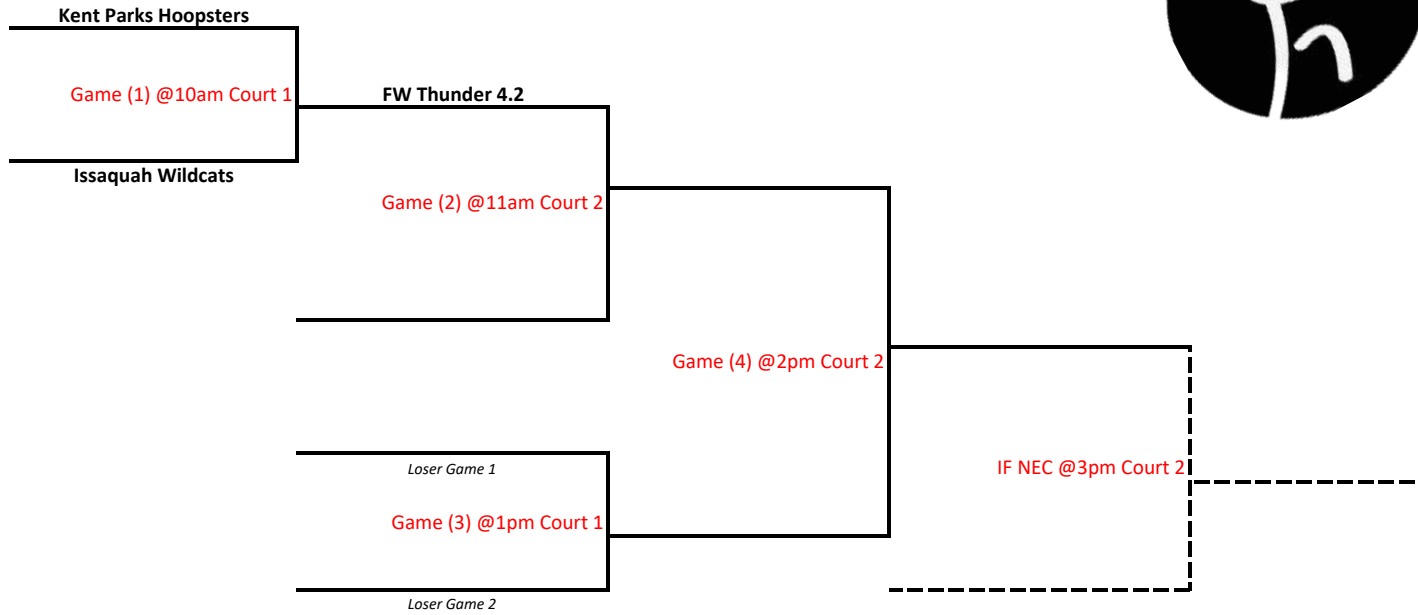 Kent Parks Hoopsters
Game (1) @10am Court 1
FW Thunder 4.2
Issaquah Wildcats
Game (2) @11am Court 2
Game (4) @2pm Court 2
Loser Game 1
IF NEC @3pm Court 2
Game (3) @1pm Court 1
Loser Game 2